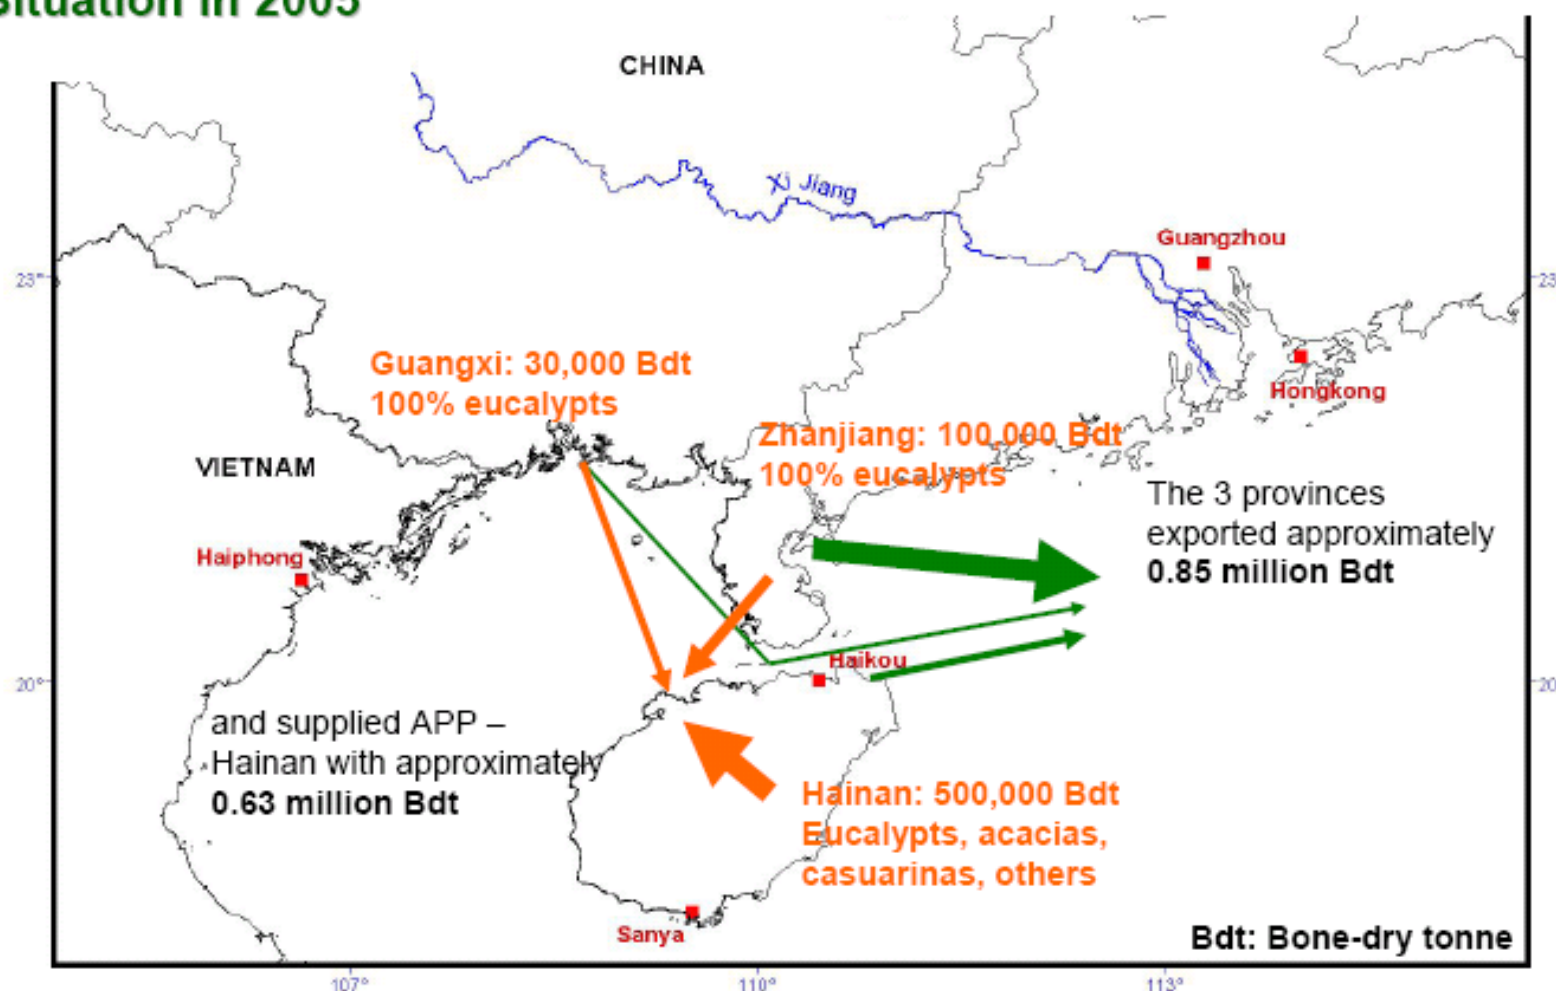 Situation in 2005
CHINA
Xi Jiang
Guangzhou
23°
23
Guangxi: 30,000 Bdt
100% eucalypts
Hongkong
Zhanjiang: 100,000 Bdt
100% eucalypts
VIETNAM
The 3 provinces
exported approximately
0.85 million Bdt
Haiphong
Haikou
20°
20
and supplied APP –
Hainan with approximately
0.63 million Bdt
Hainan: 500,000 Bdt
Eucalypts, acacias,
casuarinas, others
Sanya
Bdt: Bone-dry tonne
107°
110°
113°